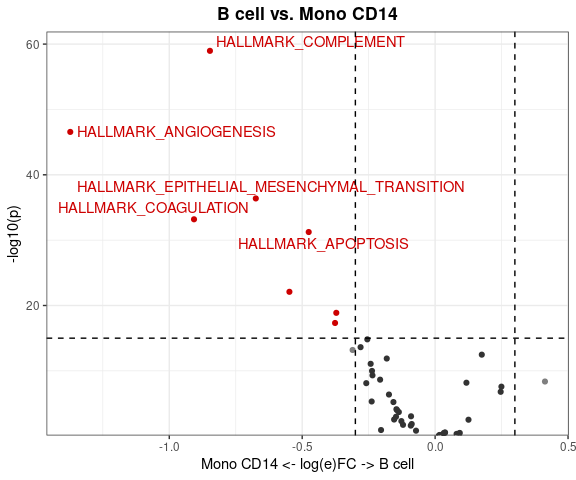 B cell vs. Mono CD14
60
HALLMARK_COMPLEMENT
HALLMARK_ANGIOGENESIS
40
HALLMARK_EPITHELIAL_MESENCHYMAL_TRANSITION
HALLMARK_COAGULATION
HALLMARK_APOPTOSIS
20
-log10(p)
-1.0 -0.5 0.0 0.5
Mono CD14 <- log(e)FC -> B cell